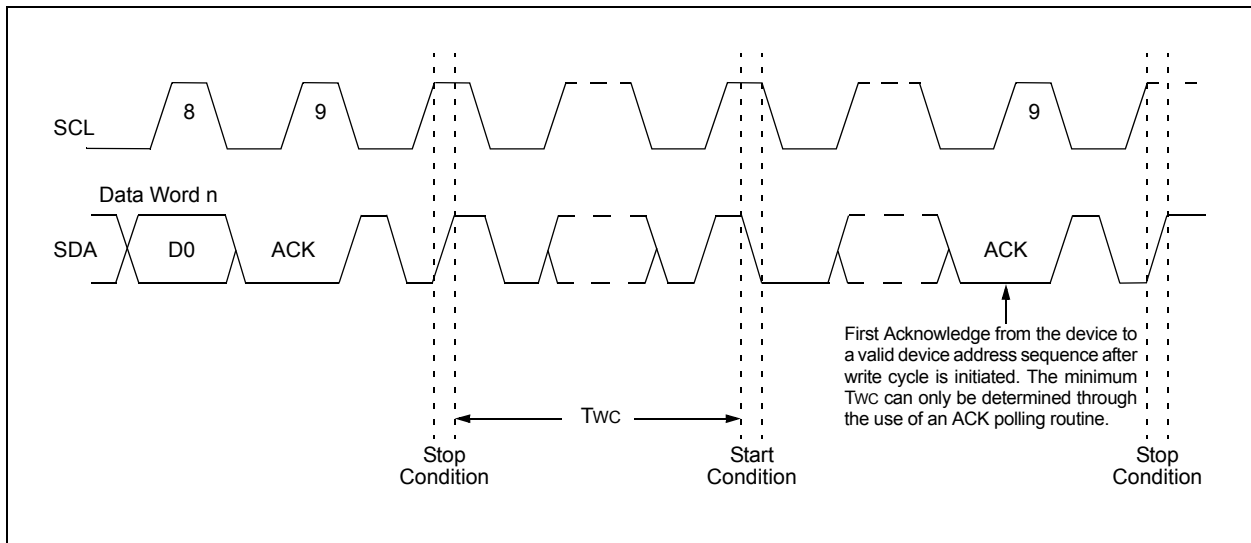 8
9
9
SCL
Data Word n
SDA
D0
ACK
ACK
First Acknowledge from the device to
a valid device address sequence after
write cycle is initiated. The minimum
TWC can only be determined through
the use of an ACK polling routine.
TWC
Stop
Condition
Start
Condition
Stop
Condition